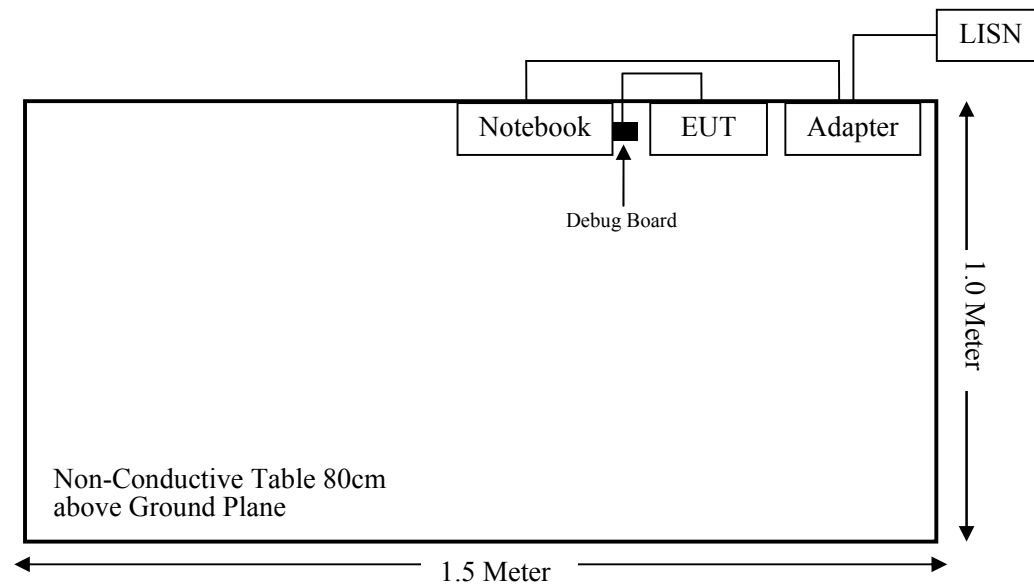 LISN
Notebook
EUT
Adapter
Debug Board
1.0 Meter
Non-Conductive Table 80cm
above Ground Plane
1.5 Meter